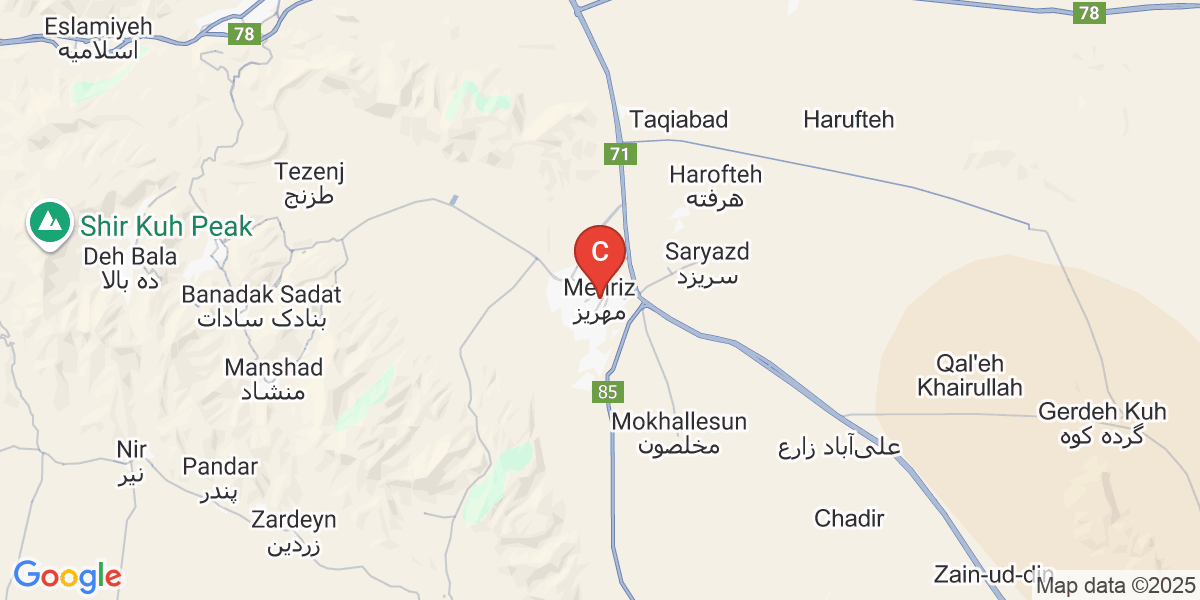 Eslamiyeh
اسلامیه
78
78
Taqiabad
Harufteh
71
Tezenj
طزنج
Harofteh
هرفته
Shir Kuh Peak
Deh Bala
ده بالا
C
Saryazd
سریزد
Banadak Sadat
بنادک سادات
Mehriz
مهریز
Manshad
منشاد
Qal'eh
Khairullah
85
Gerdeh Kuh
گرده کوه
Mokhallesun
مخلصون
علی‌آباد زارع
Nir
نیر
Pandar
پندر
Zardeyn
زردین
Chadir
Zain-ud-din
Google
Map data ©2025